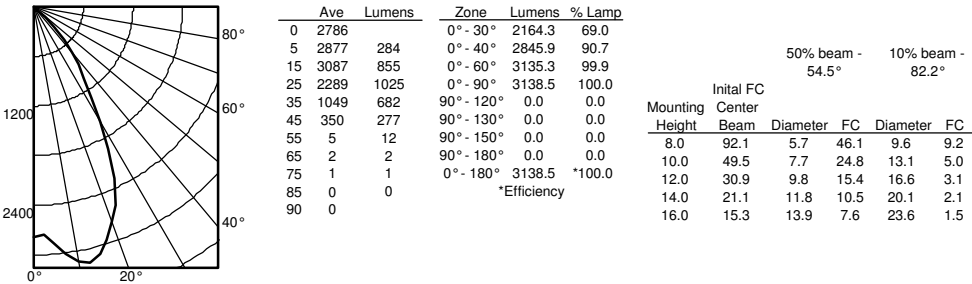 80°
60°
40°
1200
2400
0° 20°
Ave Lumens
0 2786
5 2877 284
15 3087 855
25 2289 1025
35 1049 682
45 350 277
55 5 12
65 2 2
75 1 1
85 0 0
90 0
Zone Lumens % Lamp
0° - 30° 2164.3 69.0
0° - 40° 2845.9 90.7
0° - 60° 3135.3 99.9
0° - 90° 3138.5 100.0
90° - 120° 0.0 0.0
90° - 130° 0.0 0.0
90° - 150° 0.0 0.0
90° - 180° 0.0 0.0
0° - 180° 3138.5 *100.0
*Efficiency
50% beam - 10% beam -
54.5° 82.2°
Inital FC
Mounting Center
Height Beam Diameter FC Diameter FC
8.0 92.1 5.7 46.1 9.6 9.2
10.0 49.5 7.7 24.8 13.1 5.0
12.0 30.9 9.8 15.4 16.6 3.1
14.0 21.1 11.8 10.5 20.1 2.1
16.0 15.3 13.9 7.6 23.6 1.5